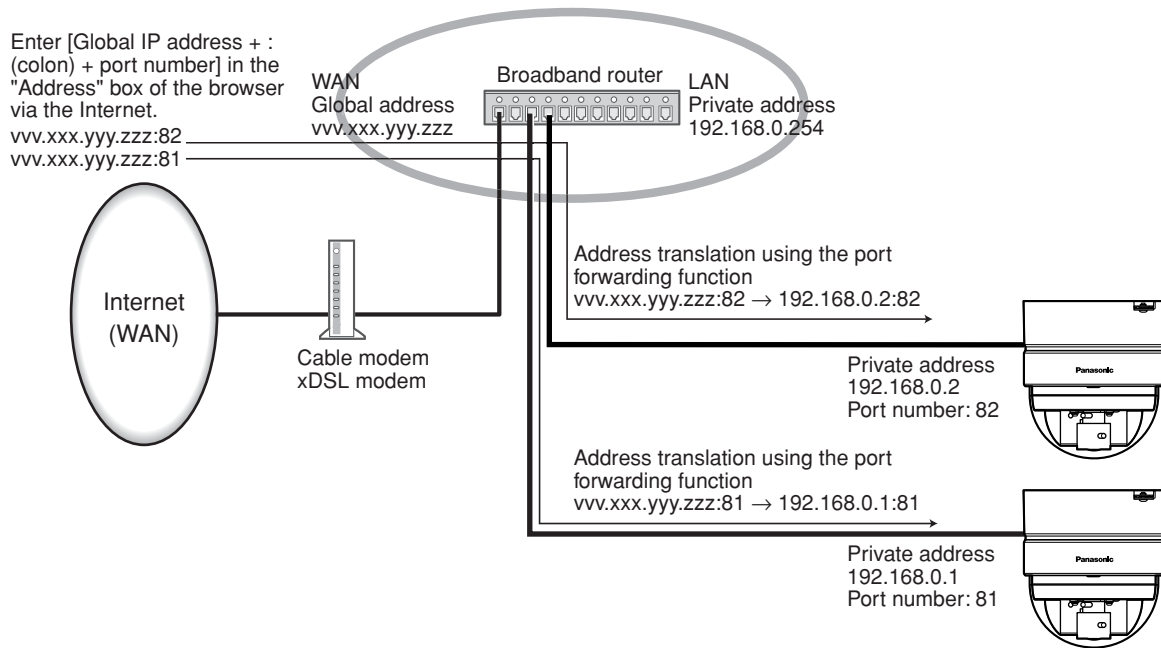 Enter [Global IP address + :
(colon) + port number] in the
"Address" box of the browser
via the Internet.
vvv.xxx.yyy.zzz:82
vvv.xxx.yyy.zzz:81
WAN
Global address
vvv.xxx.yyy.zzz
Broadband router
LAN
Private address
192.168.0.254
Internet
(WAN)
Cable modem
xDSL modem
Address translation using the port
forwarding function
vvv.xxx.yyy.zzz:82 → 192.168.0.2:82
Private address
192.168.0.2
Port number: 82
Panasonic
Address translation using the port
forwarding function
vvv.xxx.yyy.zzz:81 → 192.168.0.1:81
Private address
192.168.0.1
Port number: 81
Panasonic